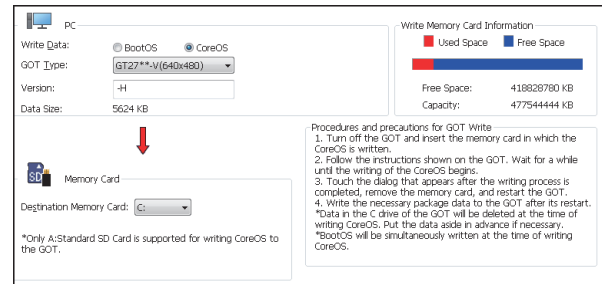 PC
Write Data:
BootOS
CoreOS
GOT Type:
GT27**-V(640x480)
Version:
-H
Data Size:
5624 KB
Write Memory Card Information
Used Space
Free Space
Free Space:
418828780 KB
Capacity:
477544444 KB
SD
Memory Card
Destination Memory Card:
C:
*Only A:Standard SD Card is supported for writing CoreOS to
the GOT.
Procedures and precautions for GOT Write
1. Turn off the GOT and insert the memory card in which the
CoreOS is written.
2. Follow the instructions shown on the GOT. Wait for a while
until the writing of the CoreOS begins.
3. Touch the dialog that appears after the writing process is
completed, remove the memory card, and restart the GOT.
4. Write the necessary package data to the GOT after its restart.
*Data in the C drive of the GOT will be deleted at the time of
writing CoreOS. Put the data aside in advance if necessary.
*BootOS will be simultaneously written at the time of writing
CoreOS.